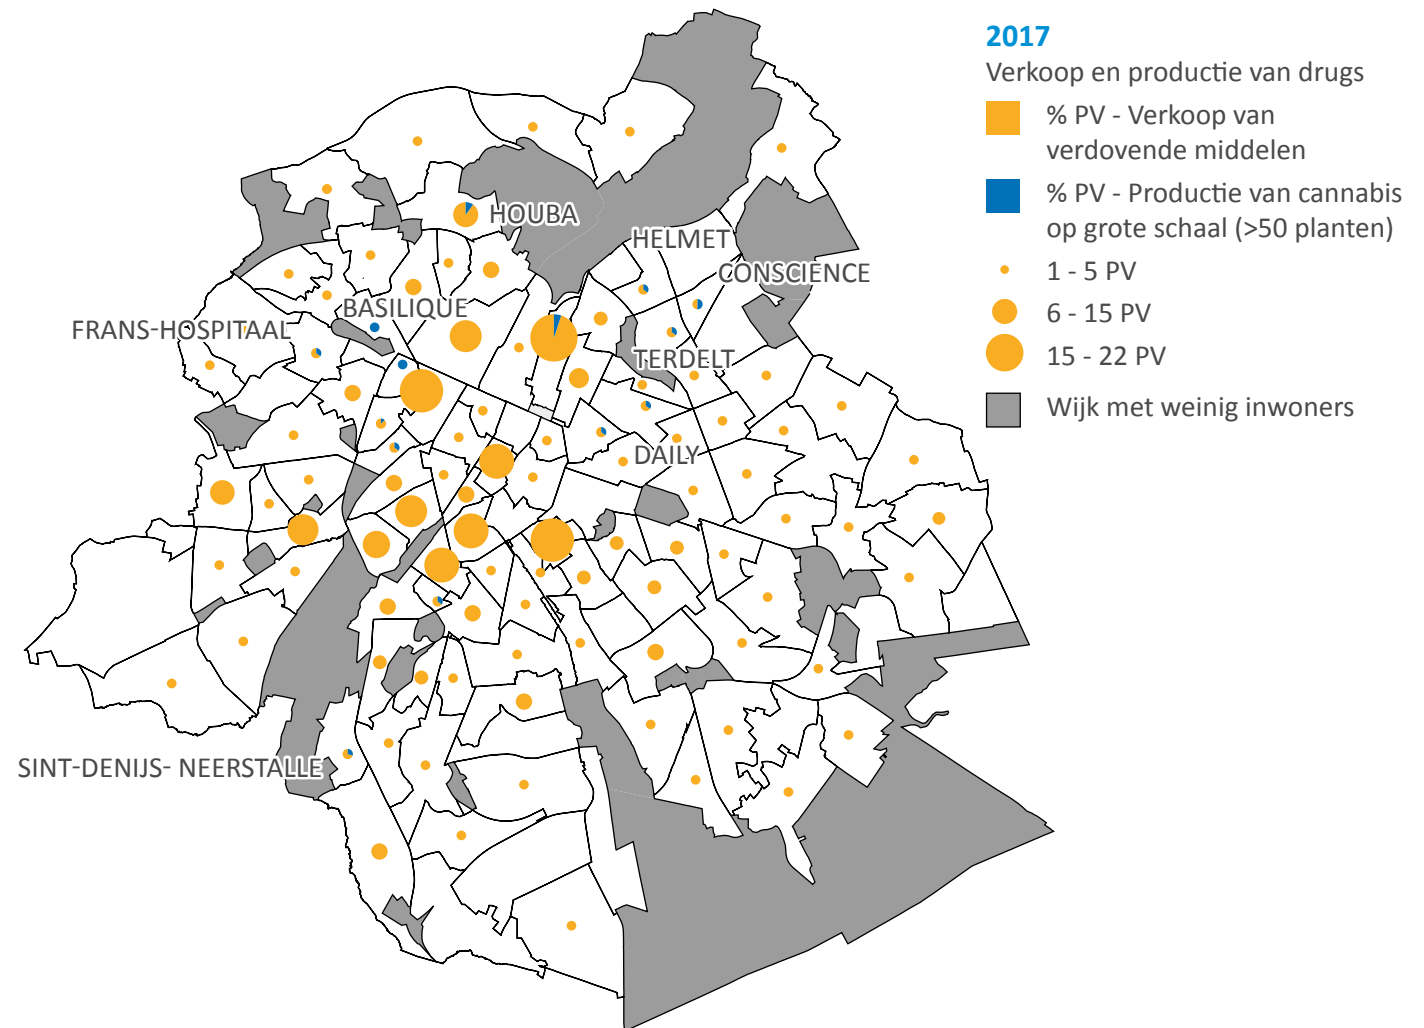 2017
Verkoop en productie van drugs
% PV - Verkoop van
verdovende middelen
% PV - Productie van cannabis
op grote schaal (>50 planten)
1 - 5 PV
6 - 15 PV
15 - 22 PV
Wijk met weinig inwoners
HOUBA
HELMET
CONSCIENCE
BASILIQUE
FRANS-HOSPITAAL
TERDELT
DAILY
SINT-DENIJS- NEERSTALLE